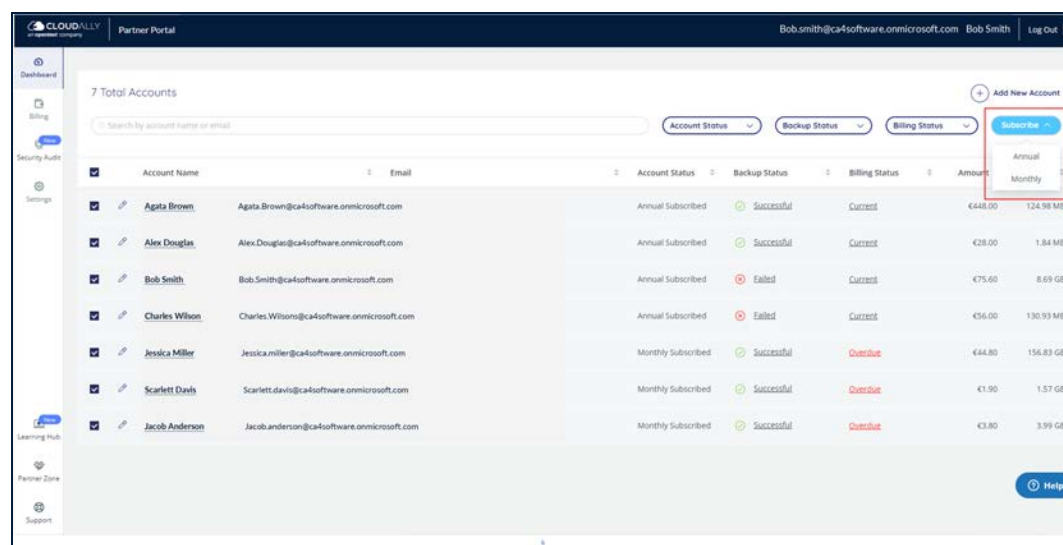 CLOUDALLY
an opentext company
Partner Portal
Bob.smith@ca4software.onmicrosoft.com Bob Smith Log Out
Dashboard
Billing
New
Security Audit
Settings
New
Learning Hub
Partner Zone
Support
7 Total Accounts
Add New Account
Search by account name or email
Account Status
Backup Status
Billing Status
Subscribe
Annual
Monthly
Account Name Email Account Status Backup Status Billing Status Amount
Agata Brown Agata.Brown@ca4software.onmicrosoft.com Annual Subscribed Successful Current €448.00 124.98 MB
Alex Douglas Alex.Douglas@ca4software.onmicrosoft.com Annual Subscribed Successful Current €28.00 1.84 MB
Bob Smith Bob.Smith@ca4software.onmicrosoft.com Annual Subscribed Failed Current €75.60 8.69 GB
Charles Wilson Charles.Wilsons@ca4software.onmicrosoft.com Annual Subscribed Failed Current €56.00 130.93 MB
Jessica Miller Jessica.miller@ca4software.onmicrosoft.com Monthly Subscribed Successful Overdue €44.80 156.83 GB
Scarlett Davis Scarlett.davis@ca4software.onmicrosoft.com Monthly Subscribed Successful Overdue €1.90 1.57 GB
Jacob Anderson Jacob.anderson@ca4software.onmicrosoft.com Monthly Subscribed Successful Overdue €3.80 3.99 GB
Help